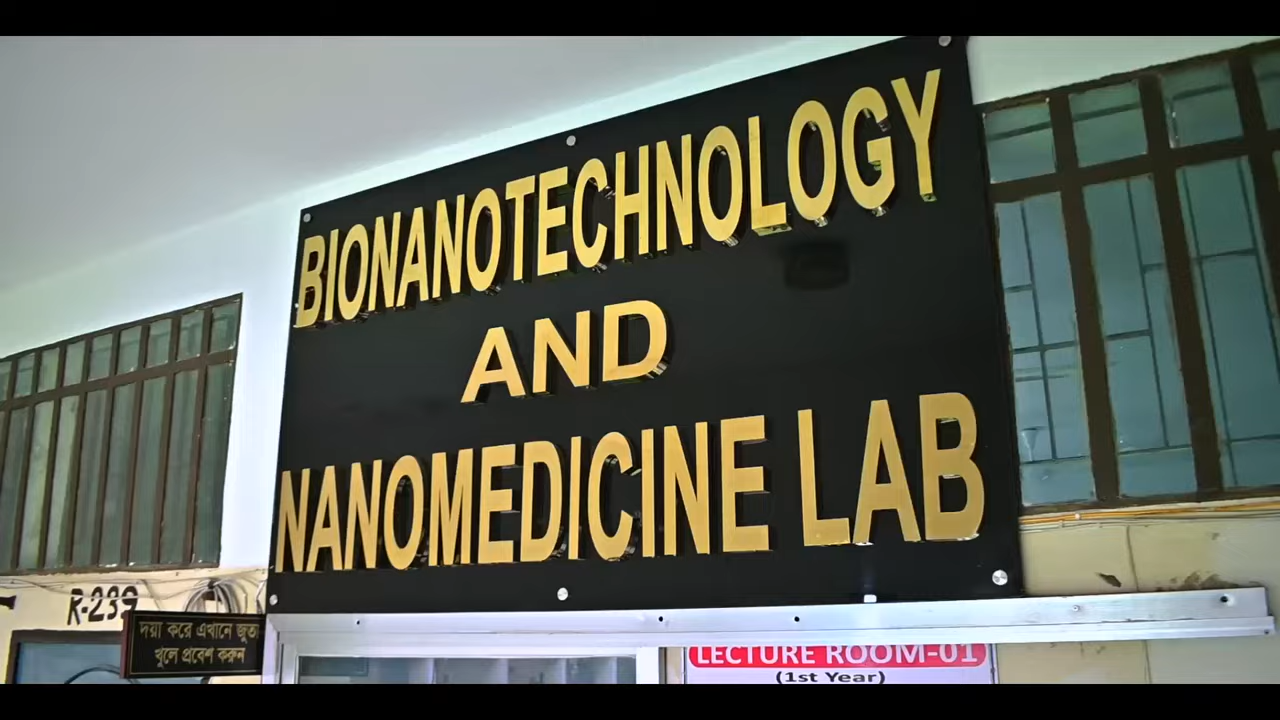 BIONANOTECHNOLOGY
AND
NANOMEDICINE LAB
R-239
দয়া করে এখানে জুতা
খুলে প্রবেশ করুন
LECTURE ROOM-01
(1st Year)